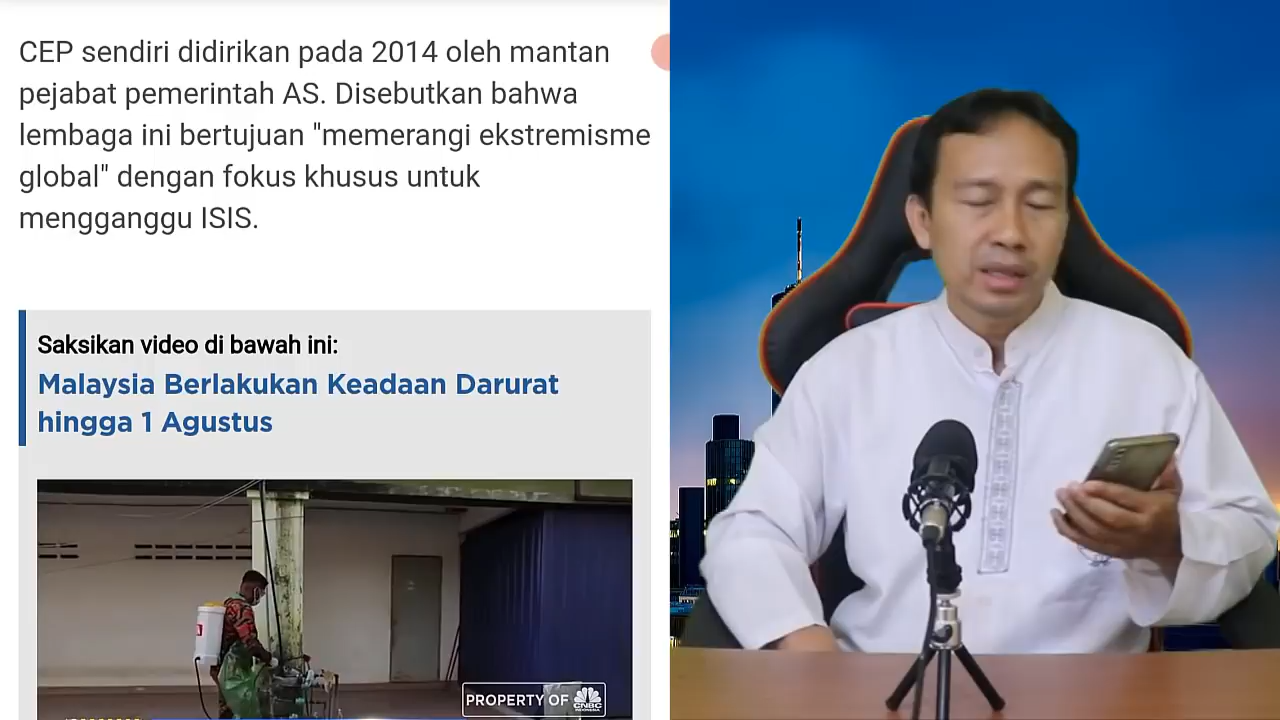 CEP sendiri didirikan pada 2014 oleh mantan
pejabat pemerintah AS. Disebutkan bahwa
lembaga ini bertujuan "memerangi ekstremisme
global" dengan fokus khusus untuk
mengganggu ISIS.
Saksikan video di bawah ini:
Malaysia Berlakukan Keadaan Darurat
hingga 1 Agustus
PROPERTY OF CNBC
INDONESIA